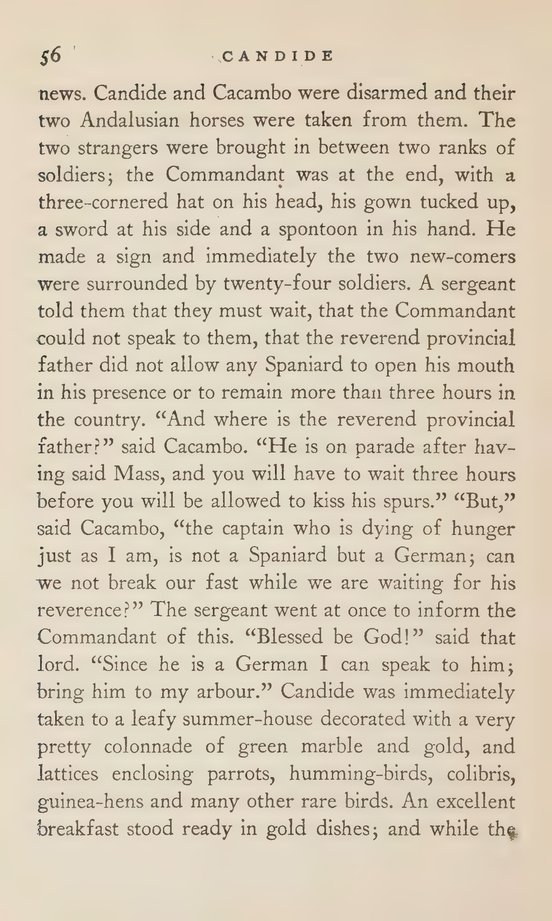 56
CANDIDE
news. Candide and Cacambo were disarmed and their
two Andalusian horses were taken from them. The
two strangers were brought in between two ranks of
soldiers; the Commandant was at the end, with a
three-cornered hat on his head, his gown tucked up,
a sword at his side and a spontoon in his hand. He
made a sign and immediately the two new-comers
were surrounded by twenty-four soldiers. A sergeant
told them that they must wait, that the Commandant
could not speak to them, that the reverend provincial
father did not allow any Spaniard to open his mouth
in his presence or to remain more than three hours in
the country. “And where is the reverend provincial
father?” said Cacambo. “He is on parade after hav-
ing said Mass, and you will have to wait three hours
before you will be allowed to kiss his spurs.” “But,”
said Cacambo, “the captain who is dying of hunger
just as I am, is not a Spaniard but a German; can
we not break our fast while we are waiting for his
reverence?” The sergeant went at once to inform the
Commandant of this. “Blessed be God!” said that
lord. “Since he is a German I can speak to him;
bring him to my arbour.” Candide was immediately
taken to a leafy summer-house decorated with a very
pretty colonnade of green marble and gold, and
lattices enclosing parrots, humming-birds, colibris,
guinea-hens and many other rare birds. An excellent
breakfast stood ready in gold dishes; and while the